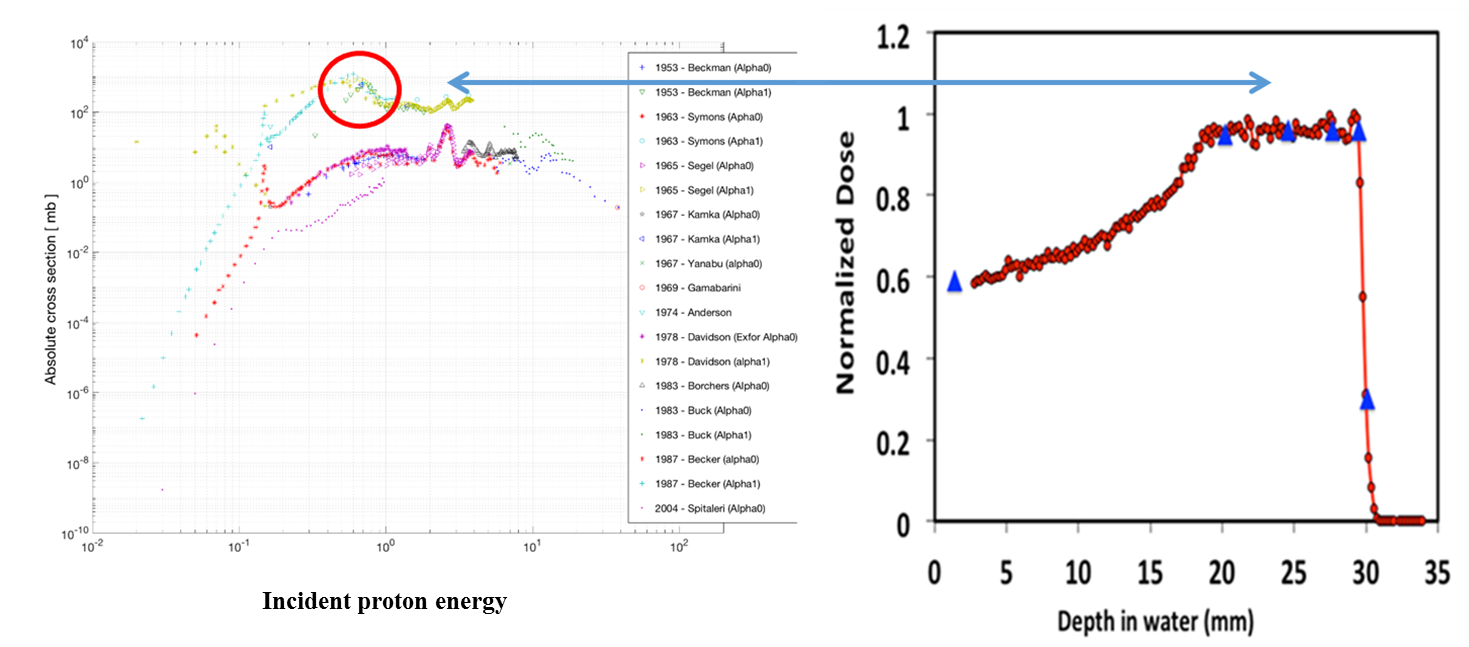 10^4
10^2
10^0
10^-2
10^-4
10^-6
10^-8
10^-10
Absolute cross section [ mb ]
10^-2
10^-1
10^0
10^1
10^2
Incident proton energy
1953 - Beckman (Alpha0)
1953 - Beckman (Alpha1)
1963 - Symons (Apha0)
1963 - Symons (Apha1)
1965 - Segel (Alpha0)
1965 - Segel (Alpha1)
1967 - Kamka (Alpha0)
1967 - Kamka (Alpha1)
1967 - Yanabu (alpha0)
1969 - Gamabarini
1974 - Anderson
1978 - Davidson (Exfor Alpha0)
1978 - Davidson (alpha1)
1983 - Borchers (Alpha0)
1983 - Buck (Alpha0)
1983 - Buck (Alpha1)
1987 - Becker (alpha0)
1987 - Becker (Alpha1)
2004 - Spitaleri (Alpha0)
Normalized Dose
1.2
1
0.8
0.6
0.4
0.2
0
0 5 10 15 20 25 30 35
Depth in water (mm)